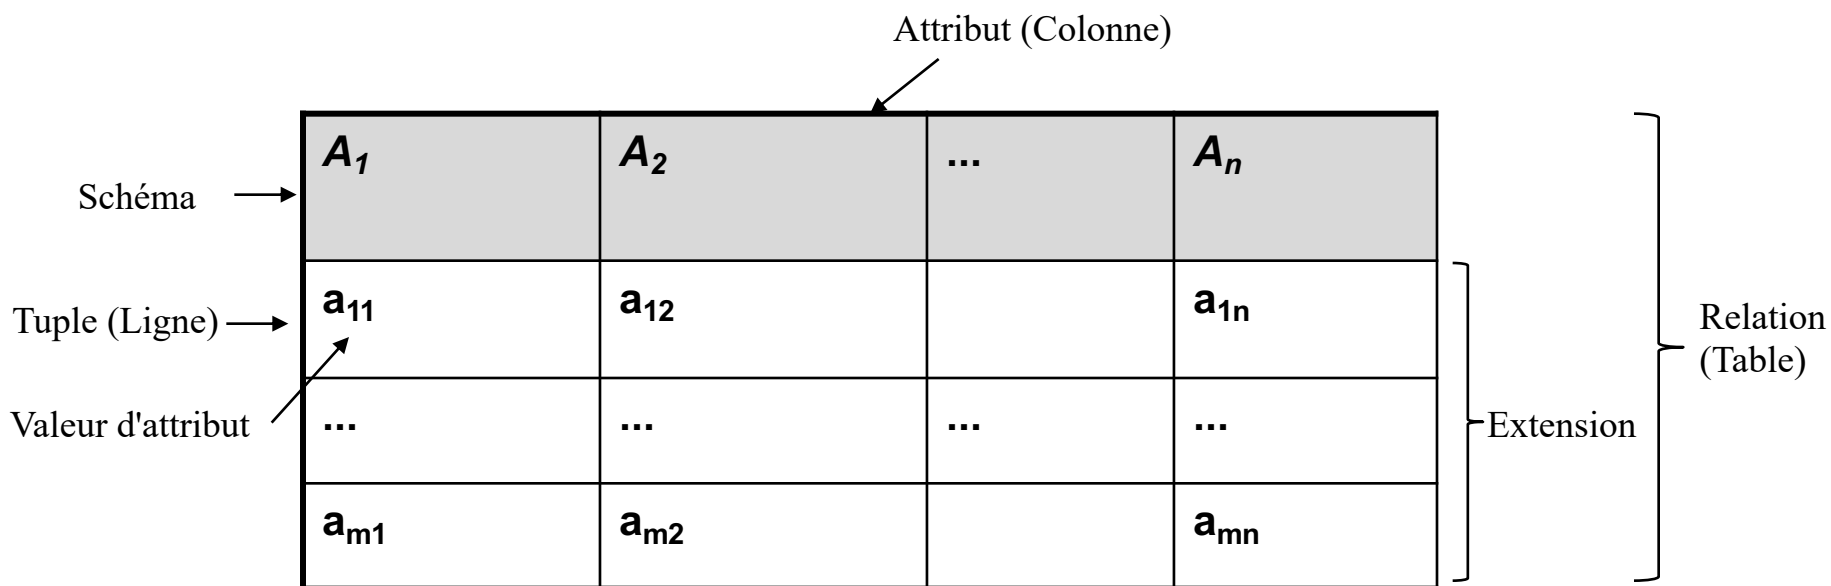 Attribut (Colonne)
A1 A2 ... An
Schéma
a11 a12 a1n
Tuple (Ligne)
Relation
(Table)
Valeur d'attribut
... ... ... ...
Extension
am1 am2 amn